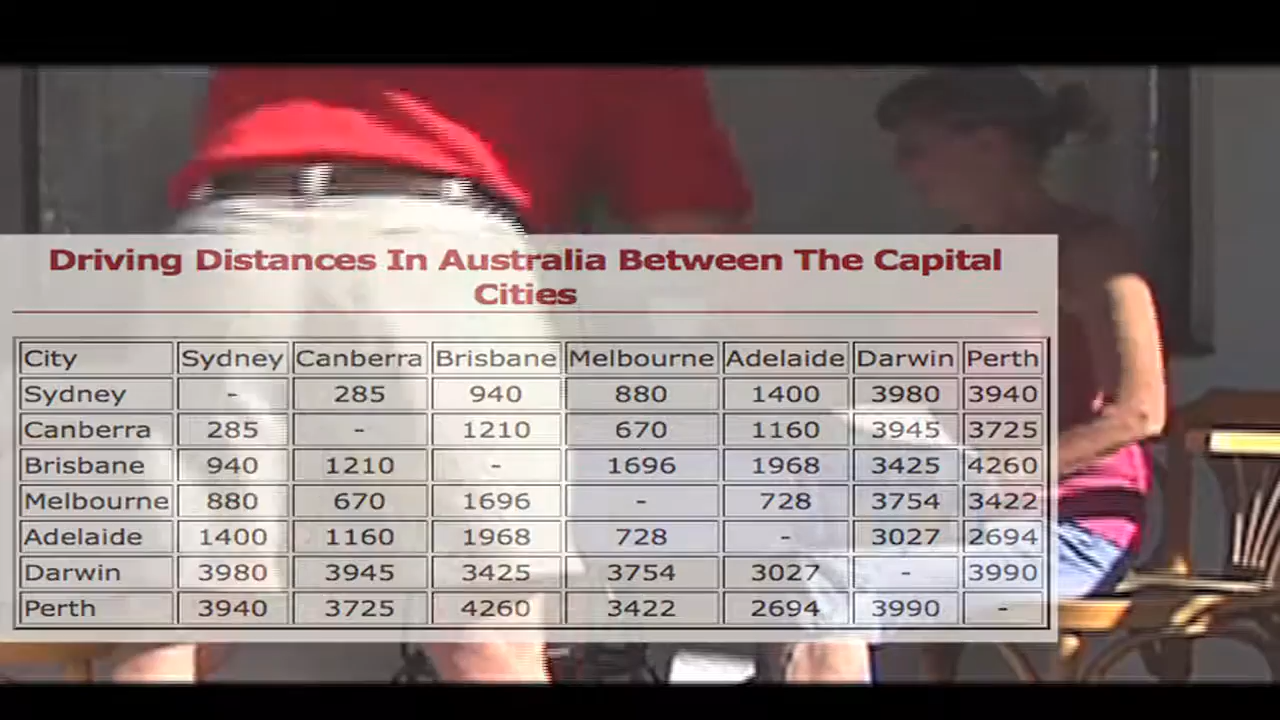 Driving Distances In Australia Between The Capital
Cities
City Sydney Canberra Brisbane Melbourne Adelaide Darwin Perth
Sydney - 285 940 880 1400 3980 3940
Canberra 285 - 1210 670 1160 3945 3725
Brisbane 940 1210 - 1696 1968 3425 4260
Melbourne 880 670 1696 - 728 3754 3422
Adelaide 1400 1160 1968 728 - 3027 2694
Darwin 3980 3945 3425 3754 3027 - 3990
Perth 3940 3725 4260 3422 2694 3990 -